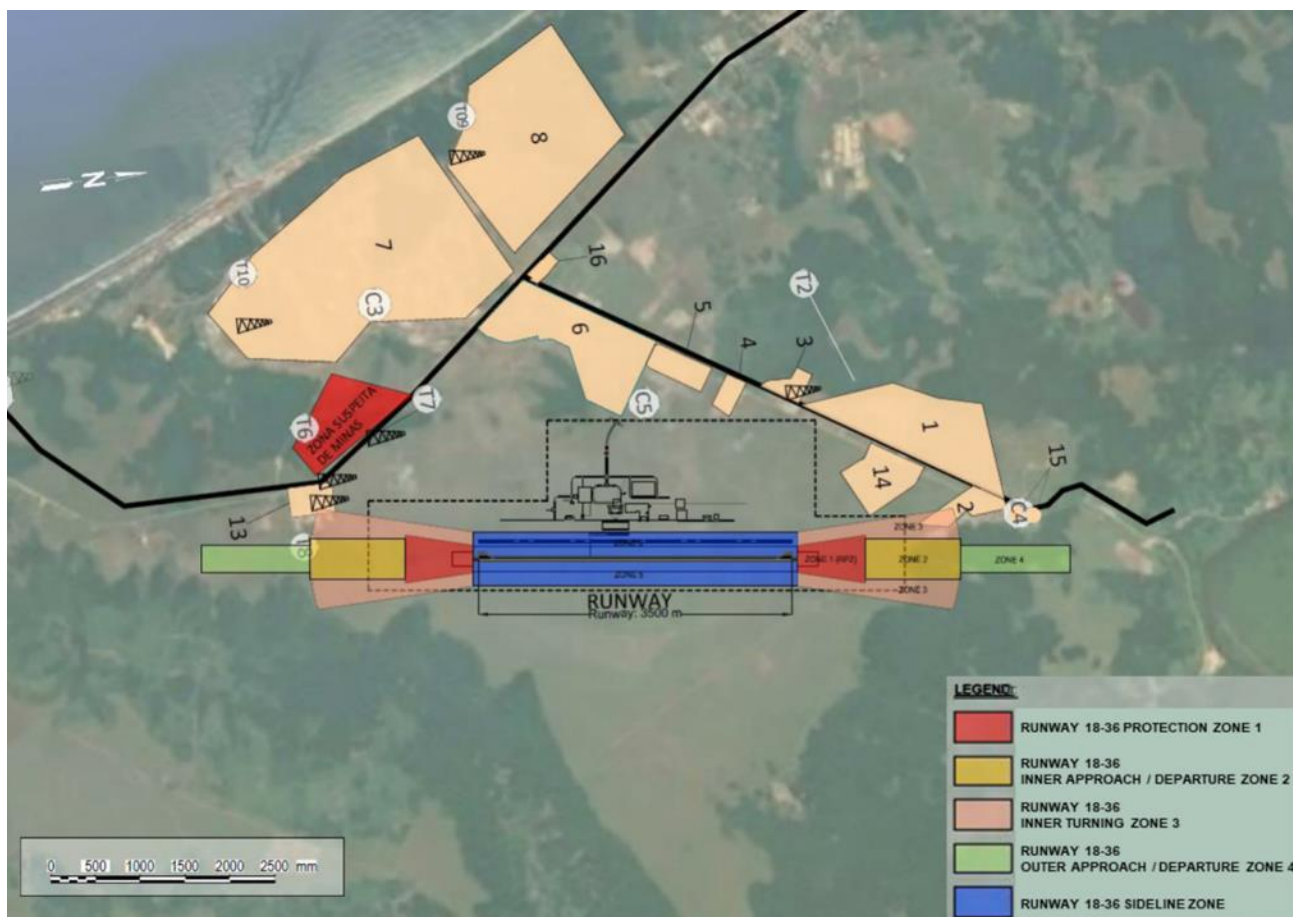 T09
8
N
7
T10
C3
16
T2
6
5
4
3
C5
1
T7
T6
ZONA SUSPEITA
DE MINAS
14
15
C4
2
13
T8
ZONE 3
ZONE 1 (RPZ)
ZONE 2
ZONE 4
ZONE 5
ZONE 3
RUNWAY
Runway: 3500 m
LEGEND:
RUNWAY 18-36 PROTECTION ZONE 1
RUNWAY 18-36
INNER APPROACH / DEPARTURE ZONE 2
RUNWAY 18-36
INNER TURNING ZONE 3
RUNWAY 18-36
OUTER APPROACH / DEPARTURE ZONE 4
RUNWAY 18-36 SIDELINE ZONE
0 500 1000 1500 2000 2500 mm